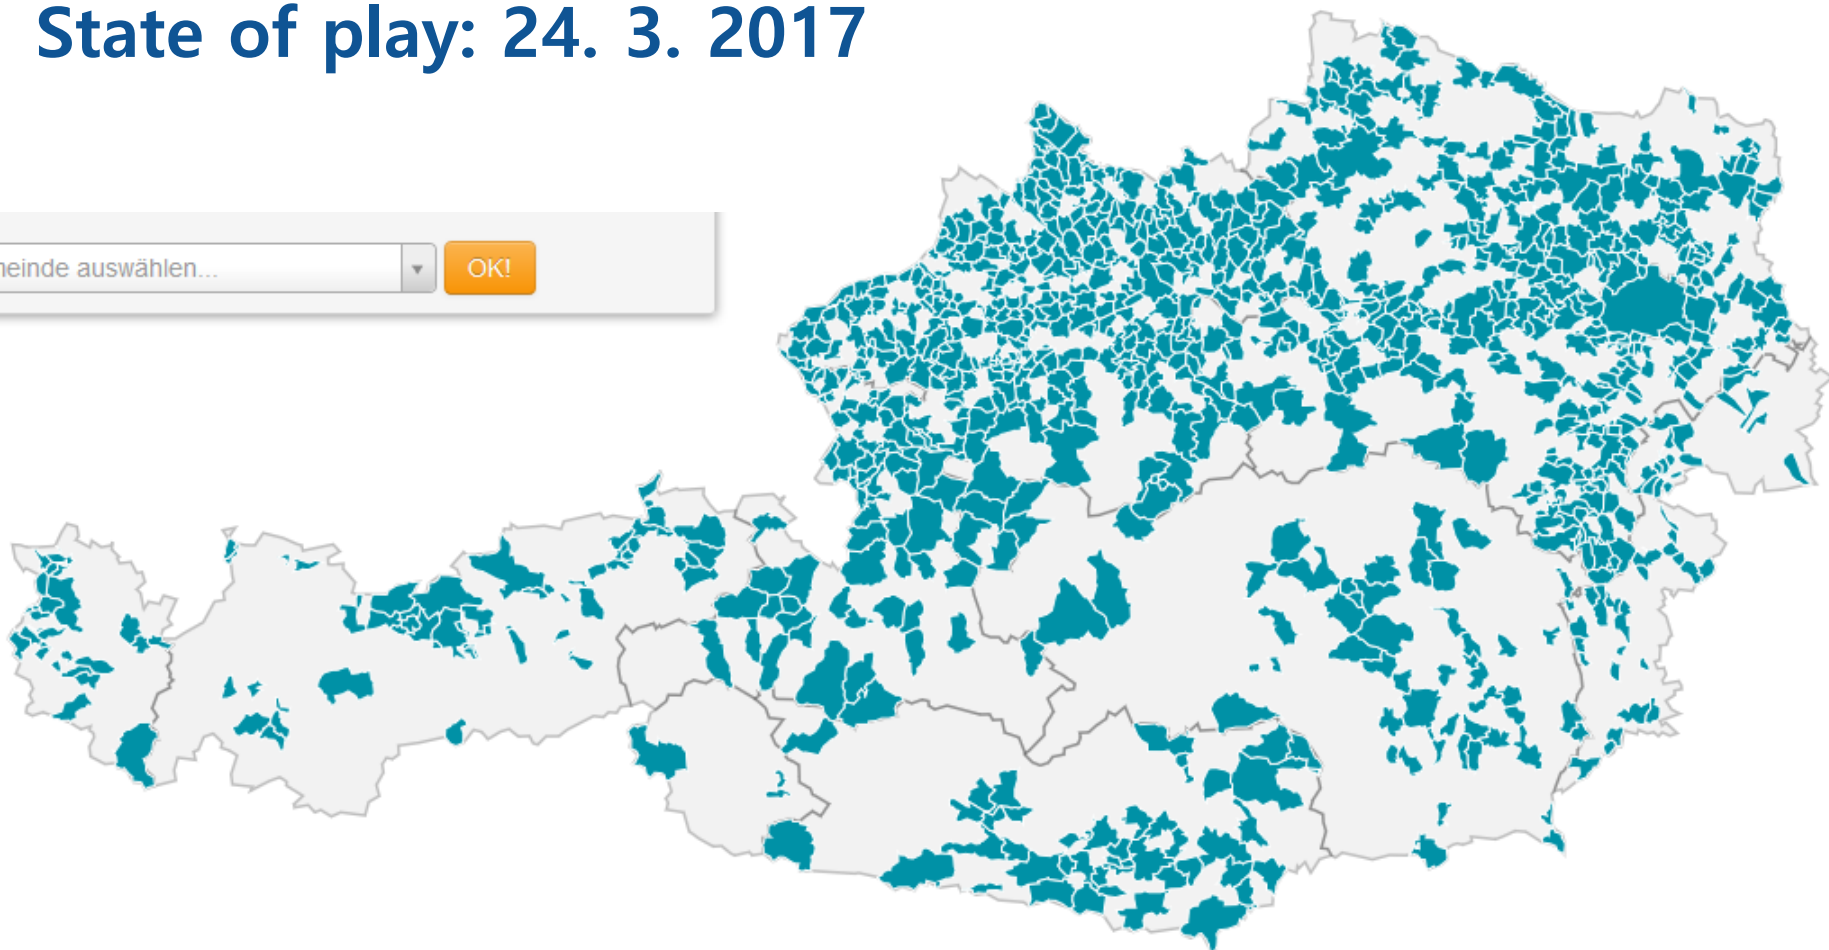 State of play: 24. 3. 2017
einde auswählen... OK!